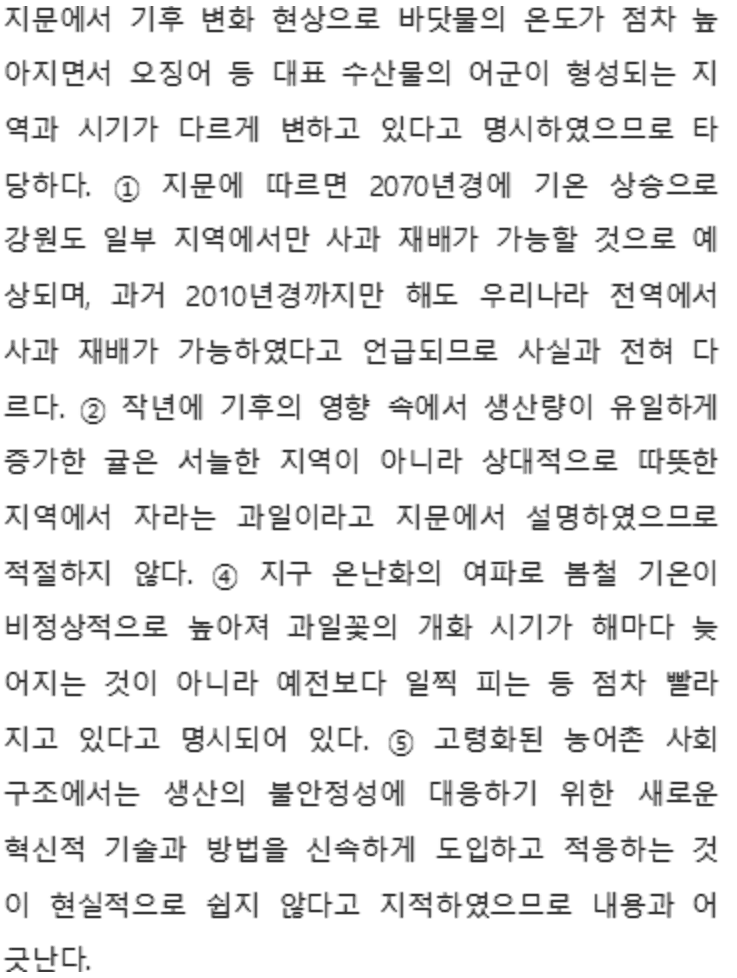 지문에서 기후 변화 현상으로 바닷물의 온도가 점차 높
아지면서 오징어 등 대표 수산물의 어군이 형성되는 지
역과 시기가 다르게 변하고 있다고 명시하였으므로 타
당하다. ① 지문에 따르면 2070년경에 기온 상승으로
강원도 일부 지역에서만 사과 재배가 가능할 것으로 예
상되며, 과거 2010년경까지만 해도 우리나라 전역에서
사과 재배가 가능하였다고 언급되므로 사실과 전혀 다
르다. ② 작년에 기후의 영향 속에서 생산량이 유일하게
증가한 귤은 서늘한 지역이 아니라 상대적으로 따뜻한
지역에서 자라는 과일이라고 지문에서 설명하였으므로
적절하지 않다. ④ 지구 온난화의 여파로 봄철 기온이
비정상적으로 높아져 과일꽃의 개화 시기가 해마다 늦
어지는 것이 아니라 예전보다 일찍 피는 등 점차 빨라
지고 있다고 명시되어 있다. ⑤ 고령화된 농어촌 사회
구조에서는 생산의 불안정성에 대응하기 위한 새로운
혁신적 기술과 방법을 신속하게 도입하고 적응하는 것
이 현실적으로 쉽지 않다고 지적하였으므로 내용과 어
긋난다.